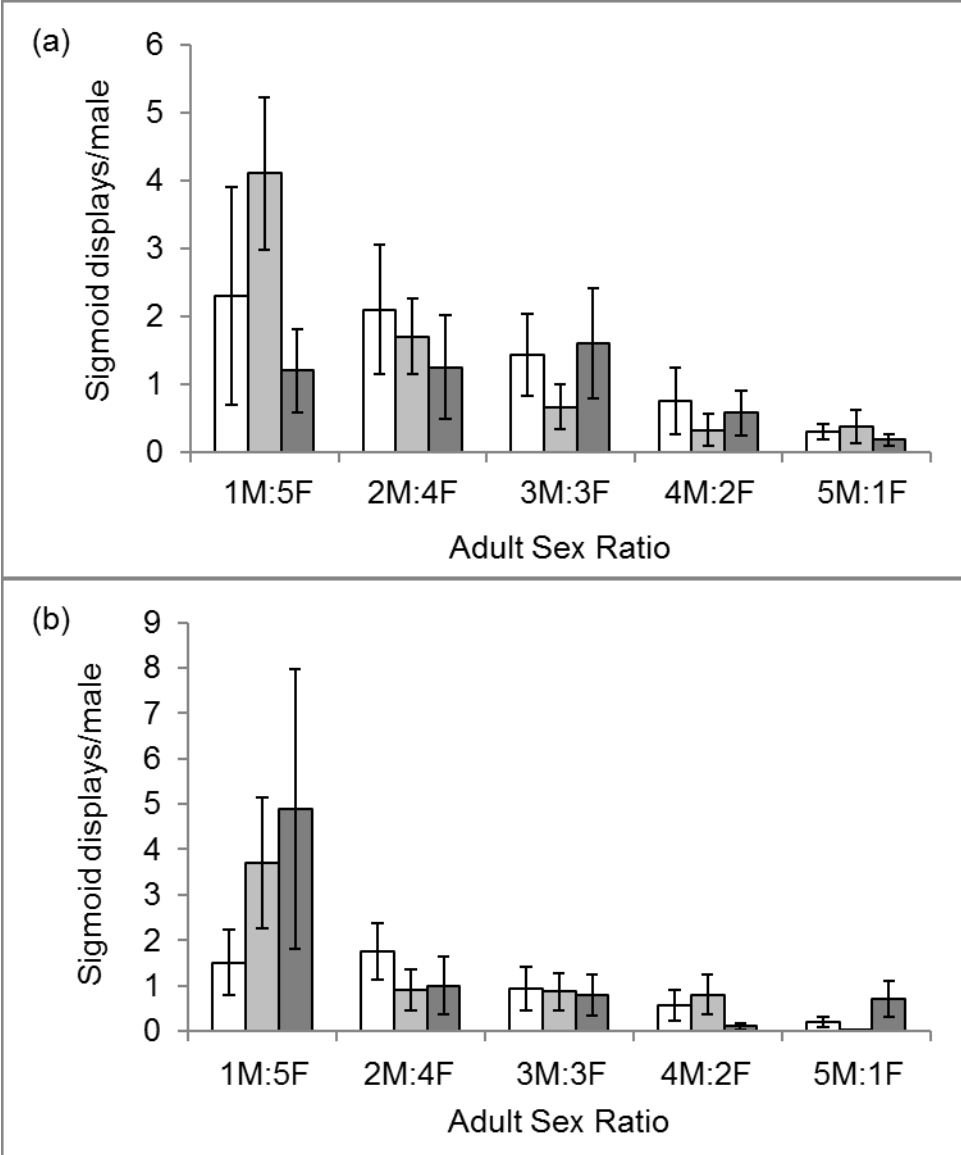 (a)
Sigmoid displays/male
6
5
4
3
2
1
0
1M:5F 2M:4F 3M:3F 4M:2F 5M:1F
Adult Sex Ratio
(b)
Sigmoid displays/male
9
8
7
6
5
4
3
2
1
0
1M:5F 2M:4F 3M:3F 4M:2F 5M:1F
Adult Sex Ratio